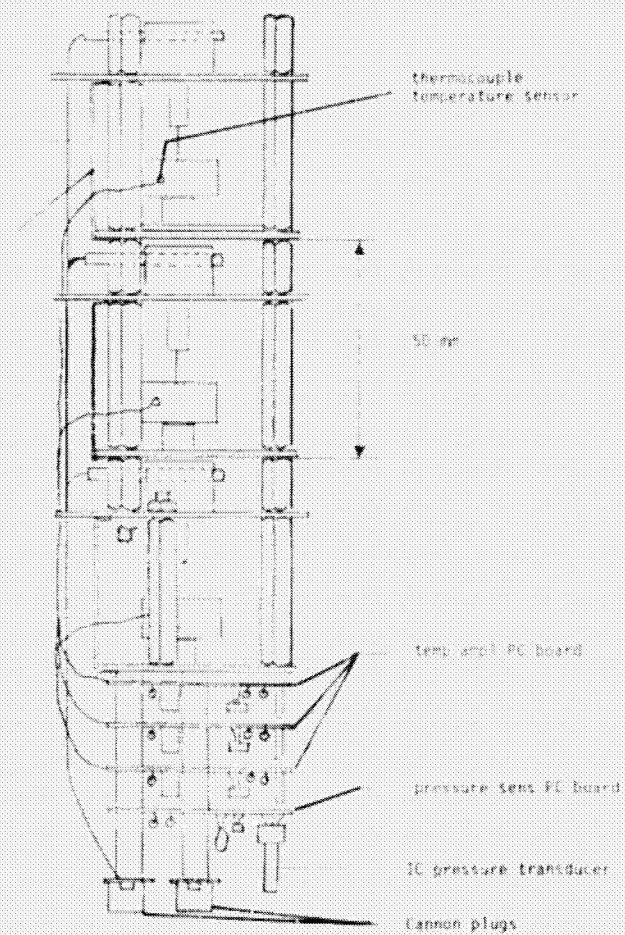 thermocouple
temperature sensor
50 mm
temp ampl PC board
pressure sens PC board
IC pressure transducer
Cannon plugs